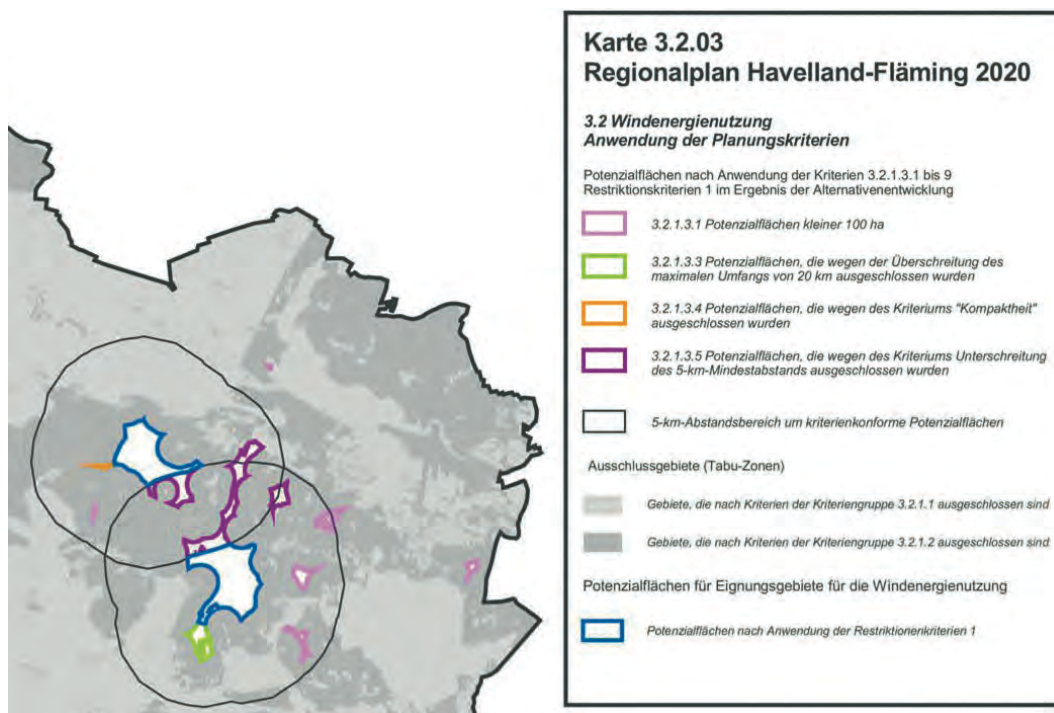 Karte 3.2.03
Regionalplan Havelland-Fläming 2020
3.2 Windenergienutzung
Anwendung der Planungskriterien
Potenzialflächen nach Anwendung der Kriterien 3.2.1.3.1 bis 9
Restriktionskriterien 1 im Ergebnis der Alternativenentwicklung
3.2.1.3.1 Potenzialflächen kleiner 100 ha
3.2.1.3.3 Potenzialflächen, die wegen der Überschreitung des
maximalen Umfangs von 20 km ausgeschlossen wurden
3.2.1.3.4 Potenzialflächen, die wegen des Kriteriums "Kompaktheit"
ausgeschlossen wurden
3.2.1.3.5 Potenzialflächen, die wegen des Kriteriums Unterschreitung
des 5-km-Mindestabstands ausgeschlossen wurden
5-km-Abstandsbereich um kriterienkonforme Potenzialflächen
Ausschlussgebiete (Tabu-Zonen)
Gebiete, die nach Kriterien der Kriteriengruppe 3.2.1.1 ausgeschlossen sind
Gebiete, die nach Kriterien der Kriteriengruppe 3.2.1.2 ausgeschlossen sind
Potenzialflächen für Eignungsgebiete für die Windenergienutzung
Potenzialflächen nach Anwendung der Restriktionenkriterien 1